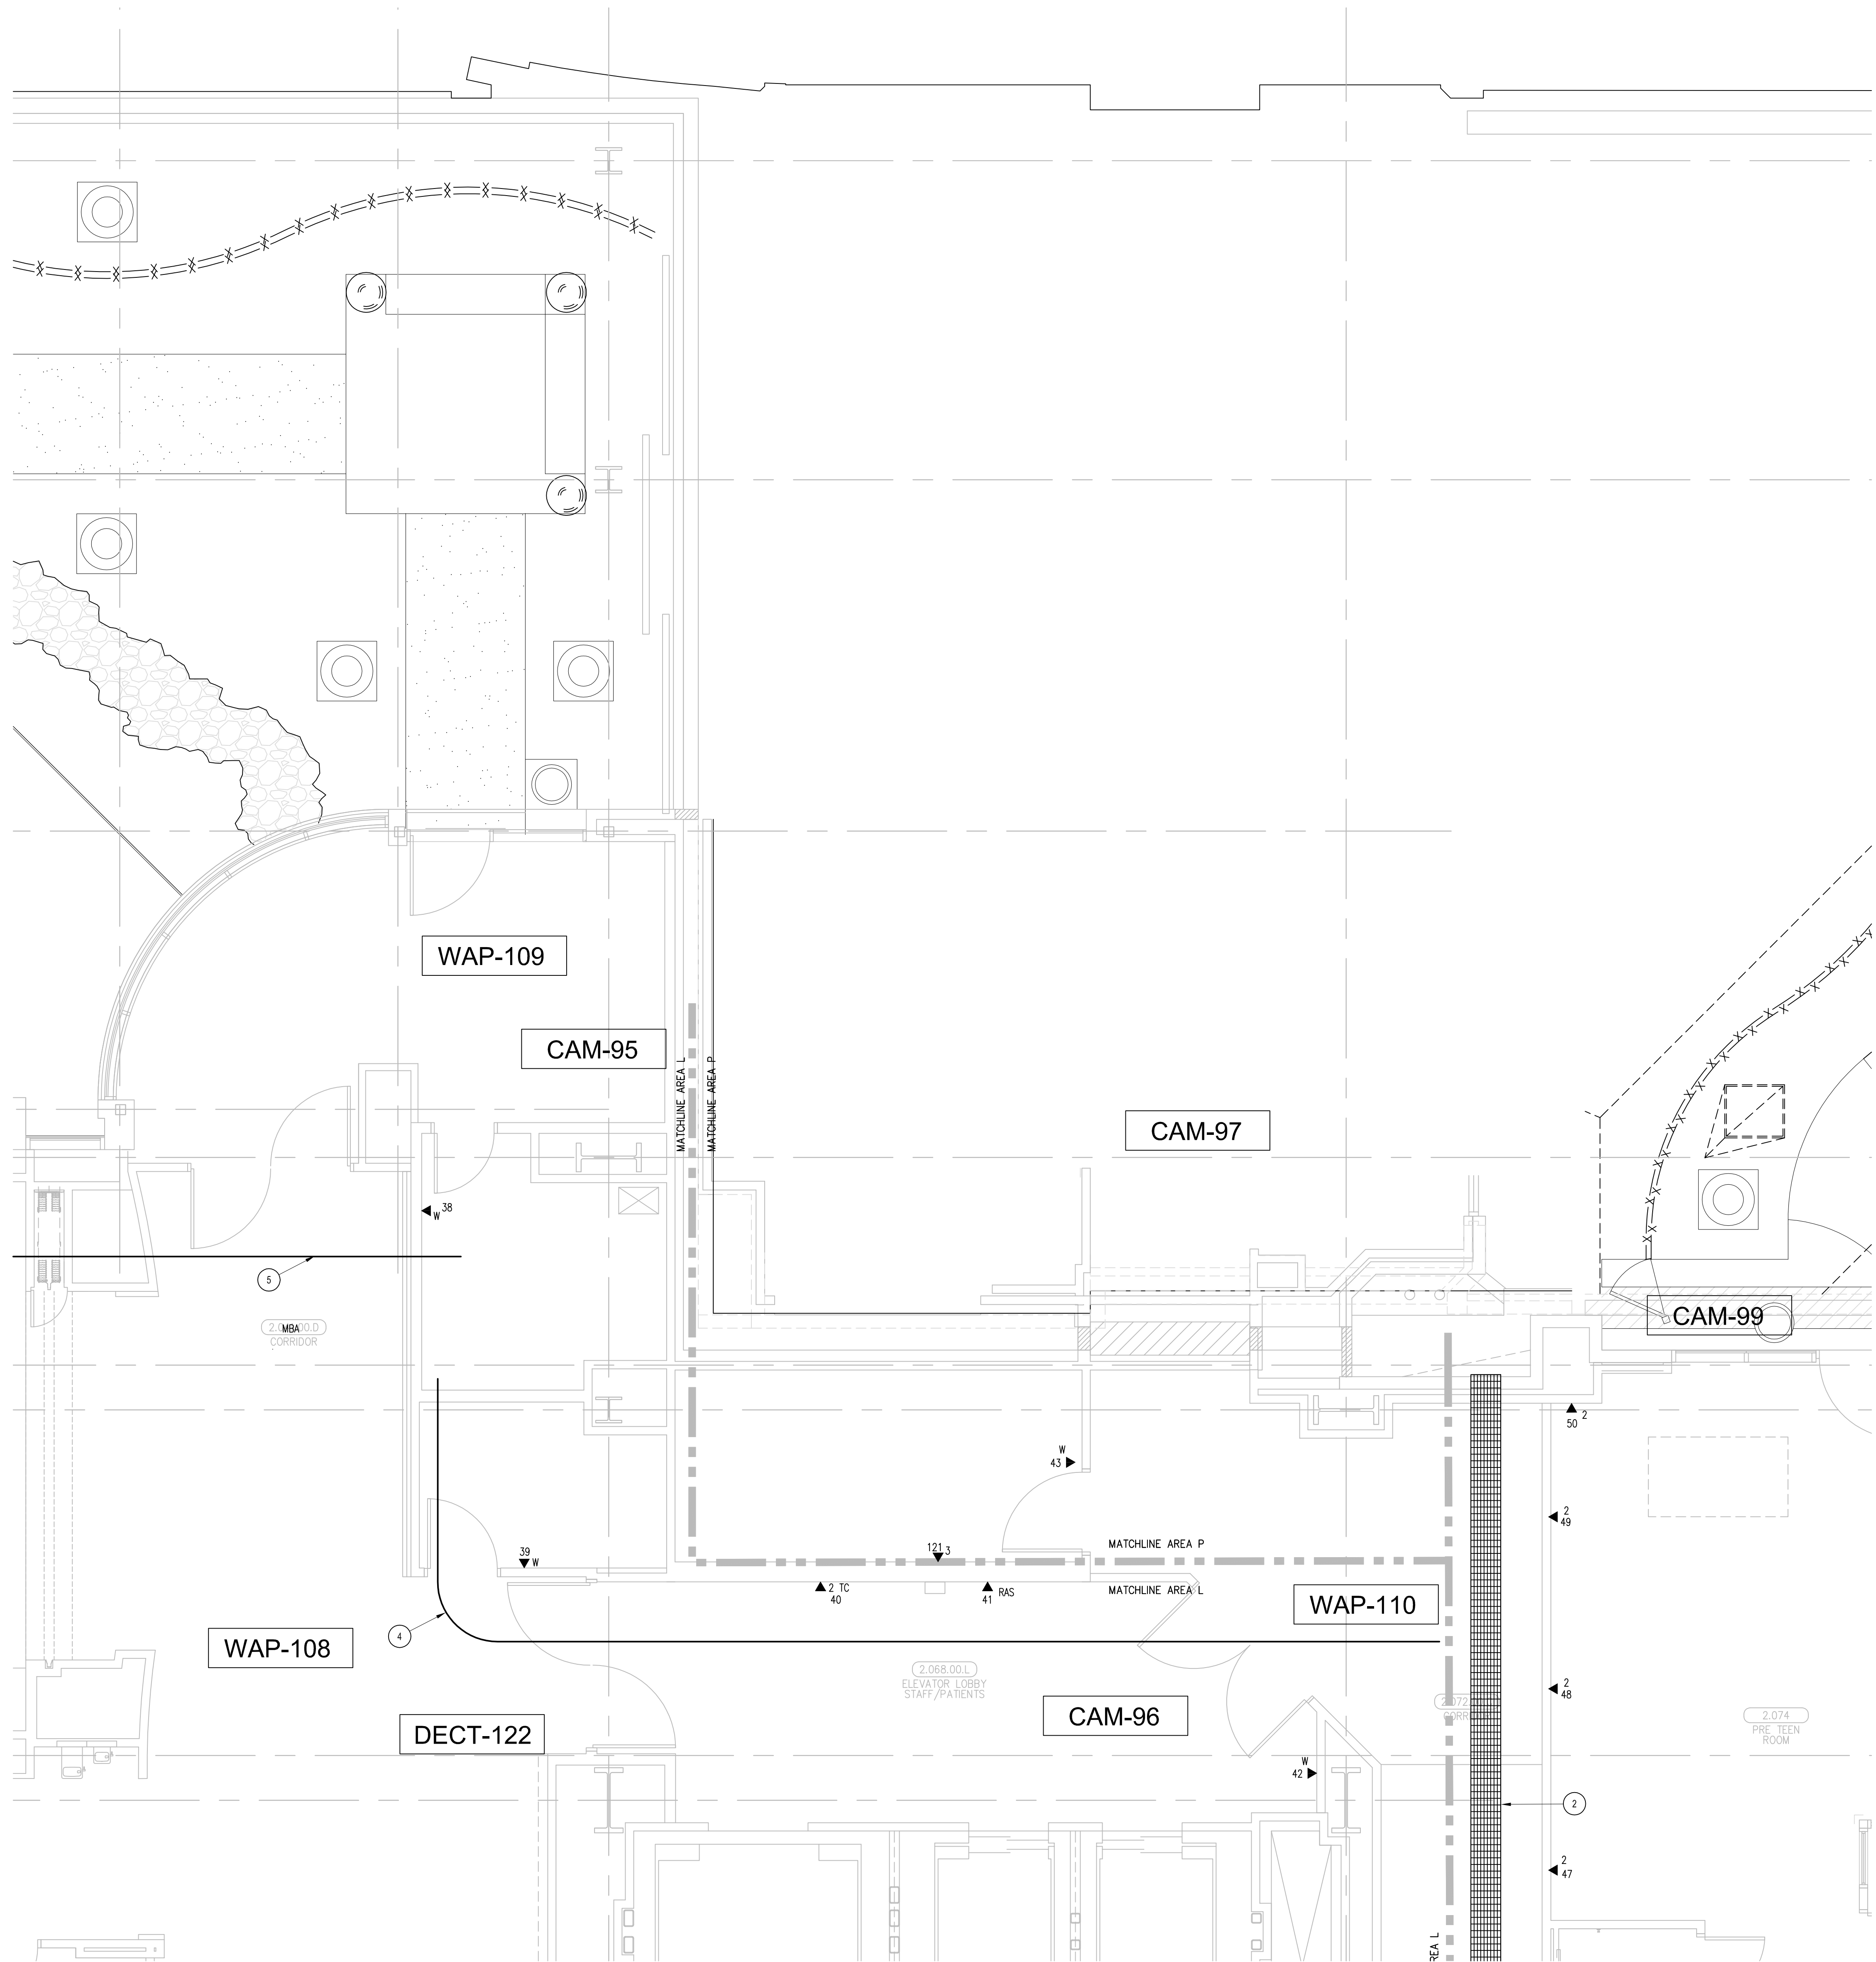 WAP-109
CAM-95
MATCHLINE AREA L
MATCHLINE AREA P
CAM-97
38
W
5
MBA
CORRIDOR
CAM-99
50 2
W
43
2
49
39
W
121 3
MATCHLINE AREA P
2 TC
40
41 RAS
MATCHLINE AREA L
WAP-110
4
WAP-108
2.068.00.L
ELEVATOR LOBBY
STAFF/PATIENTS
CAM-96
DECT-122
2
48
2.074
PRE TEEN
ROOM
W
42
2
2
47